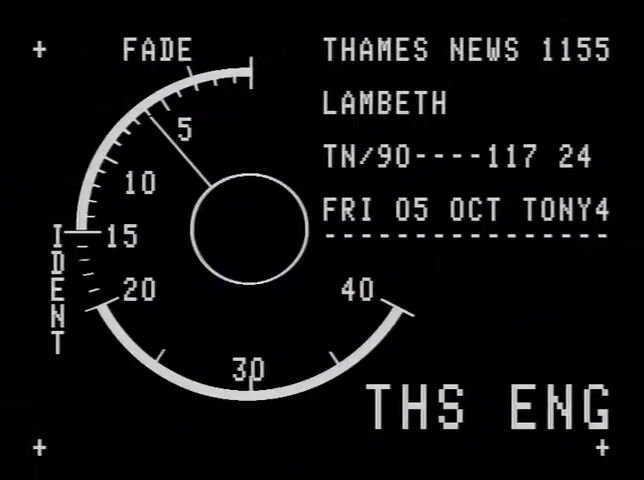 FADE
THAMES NEWS 1155
LAMBETH
TN/90----117 24
FRI 05 OCT TONY4
----------------
5
10
15
IDENT
20
30
40
THS ENG